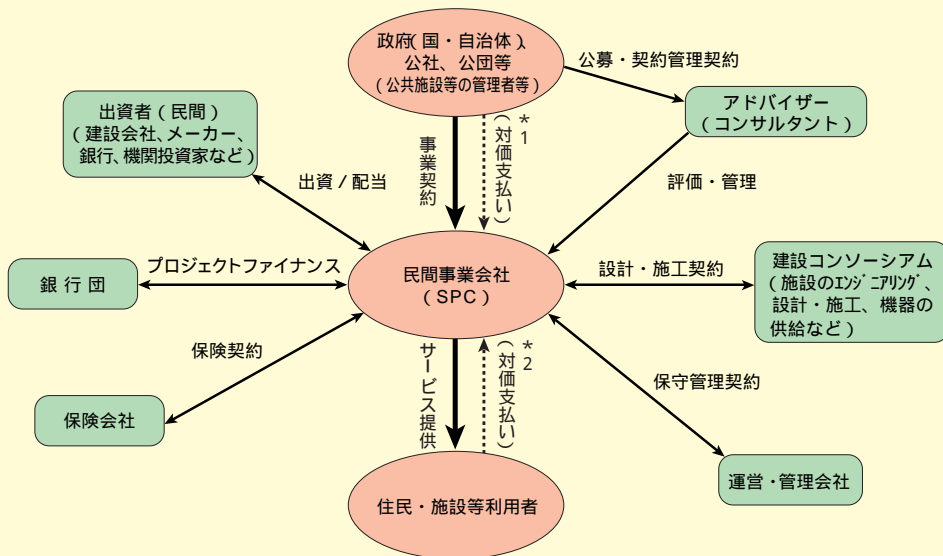 政府(国・自治体)、
公社、公団等
(公共施設等の管理者等)
公募・契約管理契約
アドバイザー
(コンサルタント)
出資者(民間)
(建設会社、メーカー、
銀行、機関投資家など)
出資/配当
事業契約
(対価支払い)
*1
評価・管理
銀行団
プロジェクトファイナンス
民間事業会社
(SPC)
設計・施工契約
建設コンソーシアム
(施設のエンジニアリング、
設計・施工、機器の
供給など)
保険契約
保険会社
サービス提供
(対価支払い)
*2
保守管理契約
運営・管理会社
住民・施設等利用者